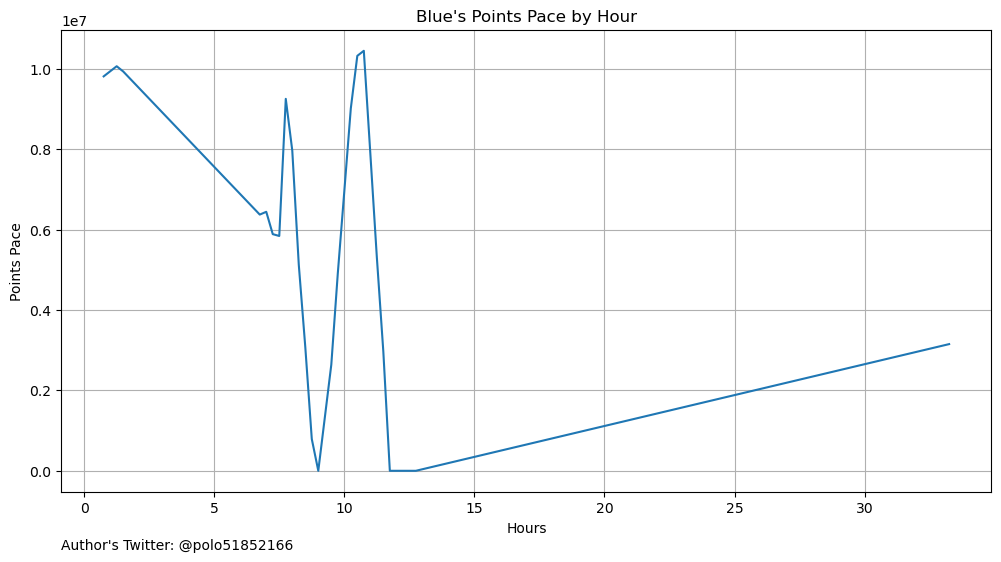 Blue's Points Pace by Hour
1e7
1.0
0.8
0.6
0.4
0.2
0.0
Points Pace
0 5 10 15 20 25 30
Hours
Author's Twitter: @polo51852166